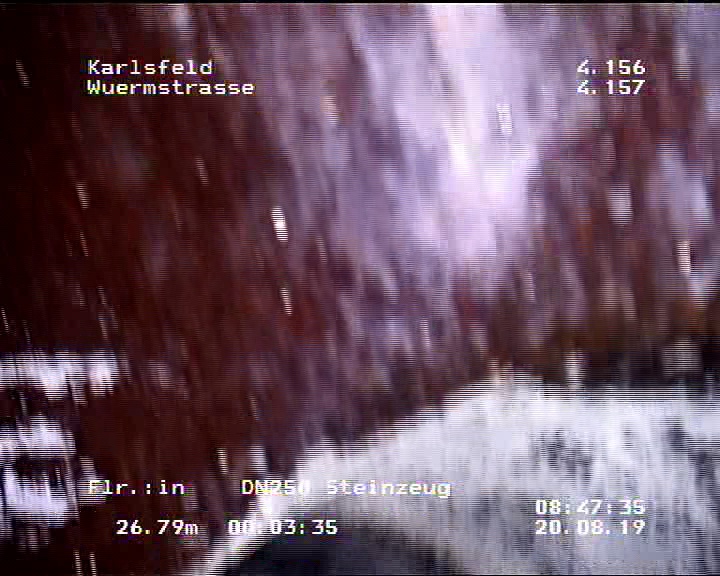 Karlsfeld 4.156
Wuermstrasse 4.157
Flr.:in DN250 Steinzeug
08:47:35
26.79m 00:03:35 20.08.19